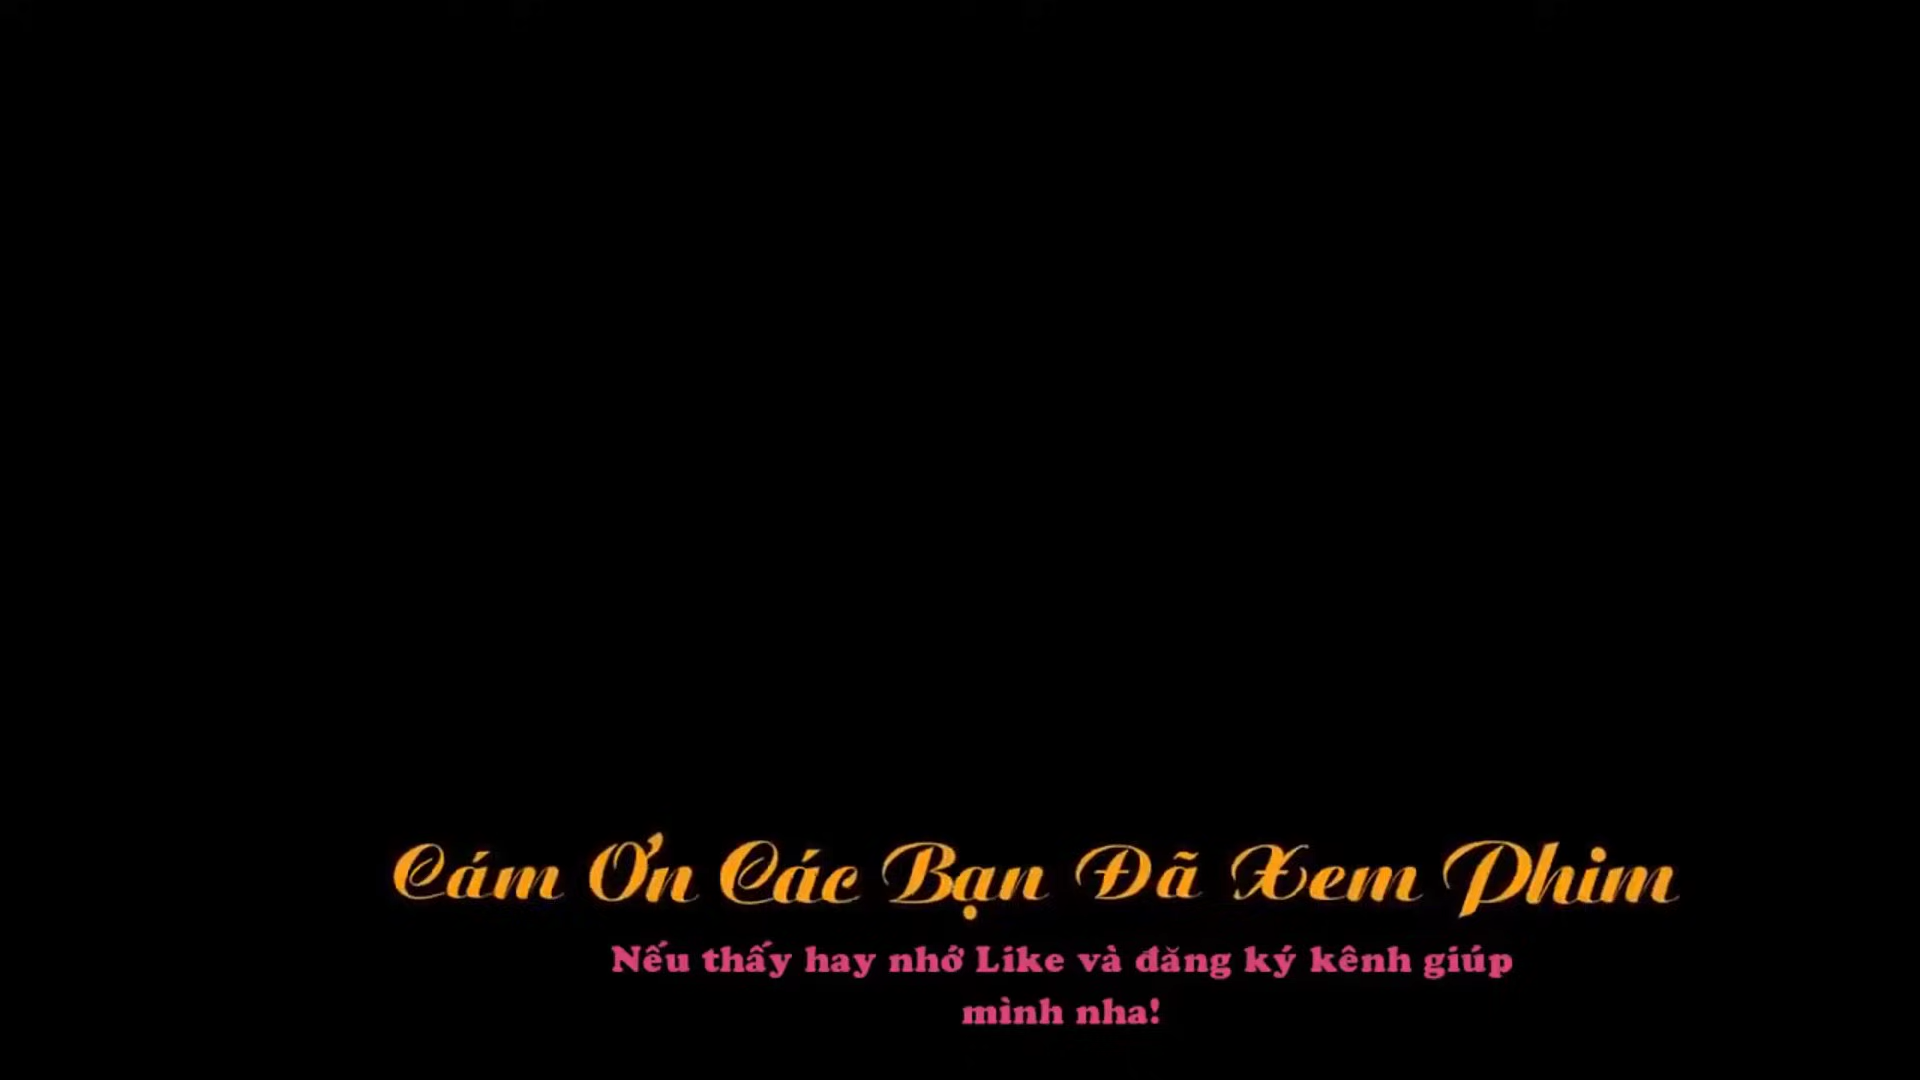 Cám Ơn Các Bạn Đã Xem Phim
Nếu thấy hay nhớ Like và đăng ký kênh giúp
mình nha!